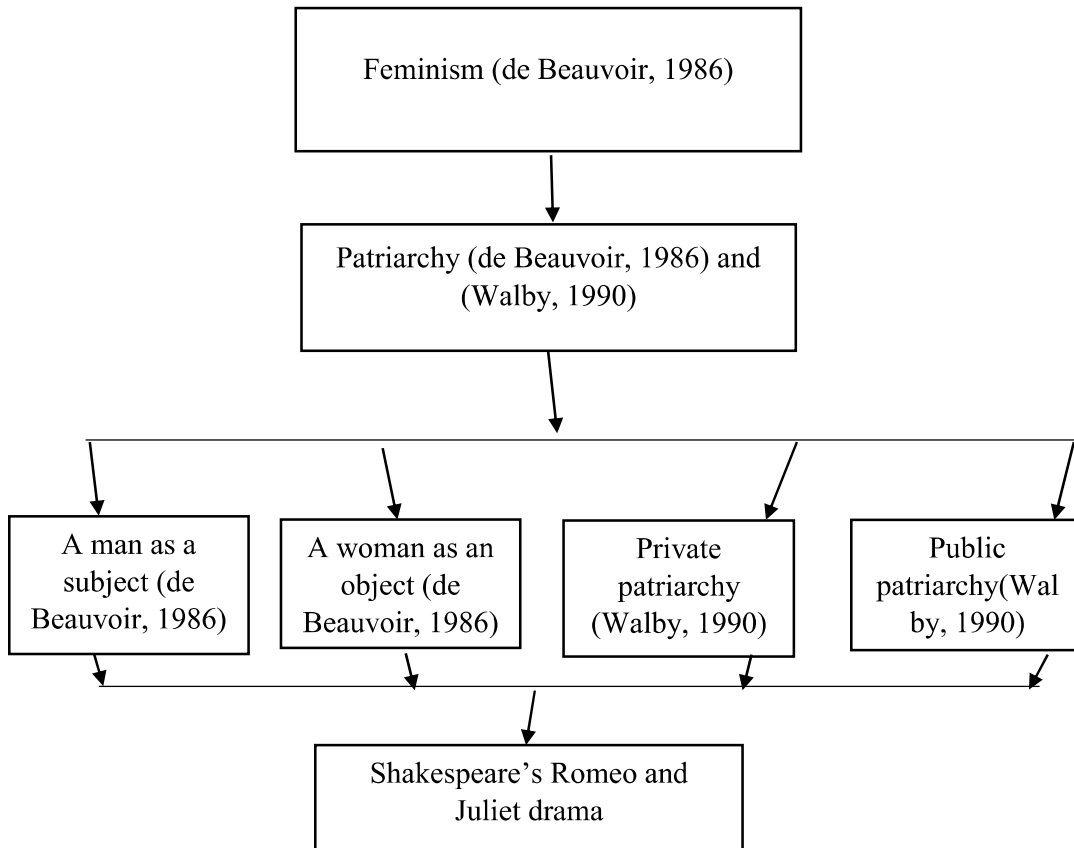 Feminism (de Beauvoir, 1986)
Patriarchy (de Beauvoir, 1986) and
(Walby, 1990)
A man as a
subject (de
Beauvoir, 1986)
A woman as an
object (de
Beauvoir, 1986)
Private
patriarchy
(Walby, 1990)
Public
patriarchy(Wal
by, 1990)
Shakespeare’s Romeo and
Juliet drama